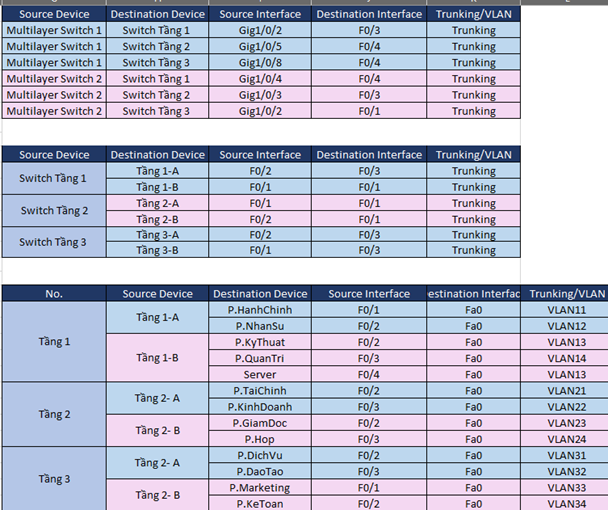 Source Device Destination Device Source Interface Destination Interface Trunking/VLAN
Multilayer Switch 1 Switch Tầng 1 Gig1/0/2 F0/3 Trunking
Multilayer Switch 1 Switch Tầng 2 Gig1/0/5 F0/4 Trunking
Multilayer Switch 1 Switch Tầng 3 Gig1/0/8 F0/4 Trunking
Multilayer Switch 2 Switch Tầng 1 Gig1/0/4 F0/4 Trunking
Multilayer Switch 2 Switch Tầng 2 Gig1/0/3 F0/3 Trunking
Multilayer Switch 2 Switch Tầng 3 Gig1/0/2 F0/1 Trunking
Source Device Destination Device Source Interface Destination Interface Trunking/VLAN
Switch Tầng 1 Tầng 1-A F0/2 F0/3 Trunking
Tầng 1-B F0/1 F0/1 Trunking
Switch Tầng 2 Tầng 2-A F0/1 F0/1 Trunking
Tầng 2-B F0/2 F0/1 Trunking
Switch Tầng 3 Tầng 3-A F0/2 F0/3 Trunking
Tầng 3-B F0/1 F0/3 Trunking
No. Source Device Destination Device Source Interface estination Interfac Trunking/VLAN
Tầng 1 Tầng 1-A P.HanhChinh F0/1 Fa0 VLAN11
P.NhanSu F0/2 Fa0 VLAN12
Tầng 1-B P.KyThuat F0/2 Fa0 VLAN13
P.QuanTri F0/3 Fa0 VLAN14
Server F0/4 Fa0 VLAN13
Tầng 2 Tầng 2- A P.TaiChinh F0/2 Fa0 VLAN21
P.KinhDoanh F0/3 Fa0 VLAN22
Tầng 2- B P.GiamDoc F0/2 Fa0 VLAN23
P.Hop F0/3 Fa0 VLAN24
Tầng 3 Tầng 2- A P.DichVu F0/2 Fa0 VLAN31
P.DaoTao F0/3 Fa0 VLAN32
Tầng 2- B P.Marketing F0/1 Fa0 VLAN33
P.KeToan F0/2 Fa0 VLAN34